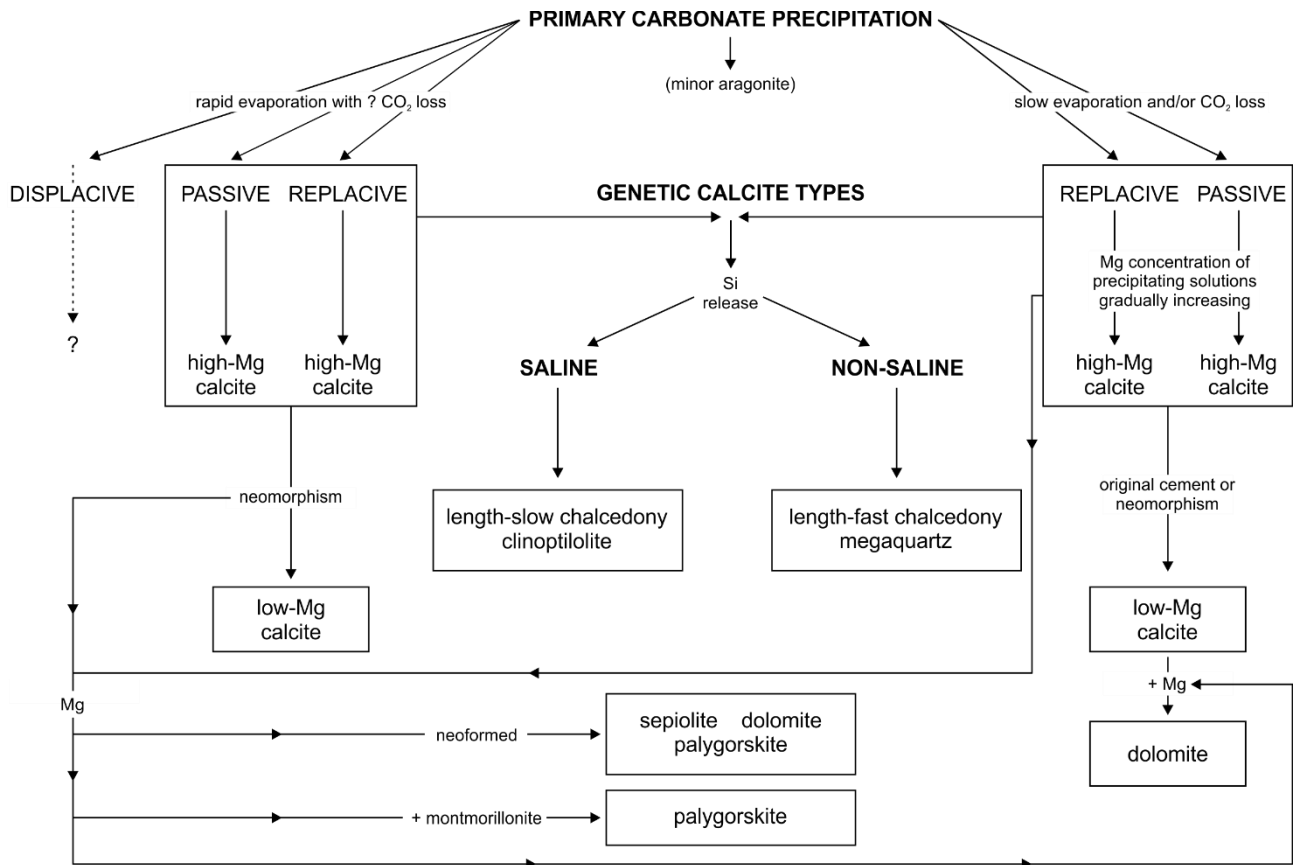 PRIMARY CARBONATE PRECIPITATION
(minor aragonite)
rapid evaporation with ? CO₂ loss
slow evaporation and/or CO₂ loss
DISPLACIVE
PASSIVE
REPLACIVE
GENETIC CALCITE TYPES
REPLACIVE
PASSIVE
Mg concentration of
precipitating solutions
gradually increasing
Si
release
?
high-Mg
calcite
high-Mg
calcite
SALINE
NON-SALINE
high-Mg
calcite
high-Mg
calcite
neomorphism
length-slow chalcedony
clinoptilolite
length-fast chalcedony
megaquartz
original cement or
neomorphism
low-Mg
calcite
low-Mg
calcite
+ Mg
Mg
neoformed
sepiolite dolomite
palygorskite
dolomite
+ montmorillonite
palygorskite